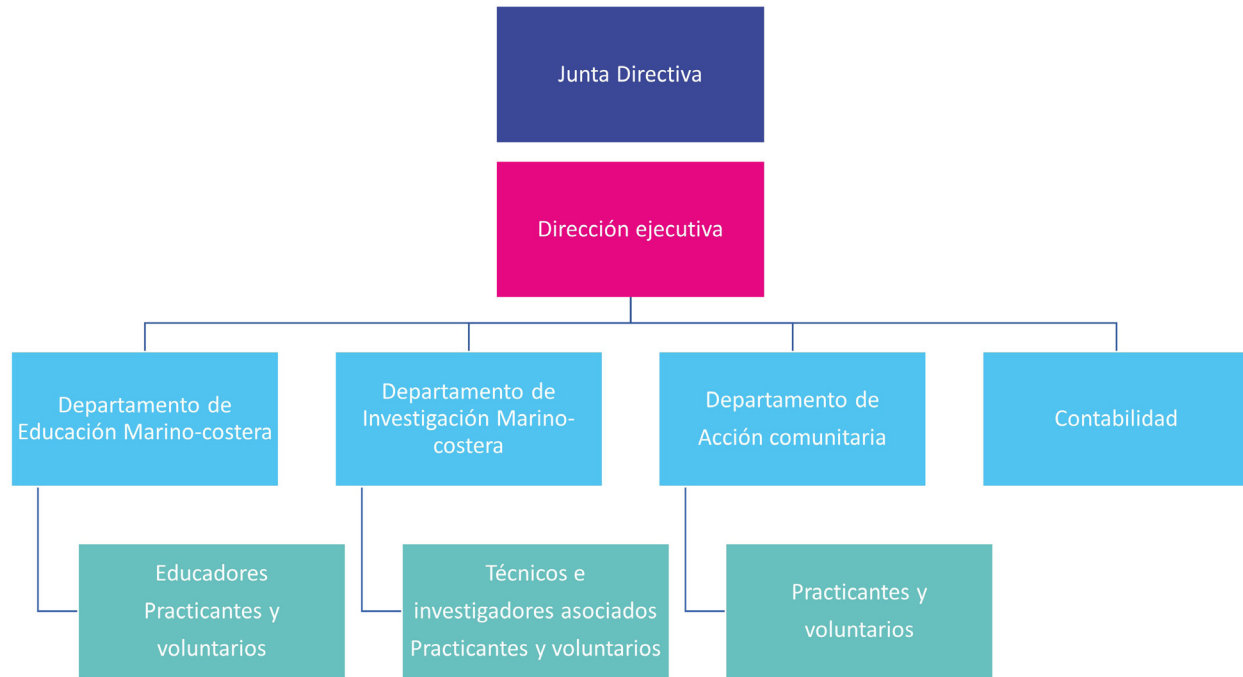 Junta Directiva
Dirección ejecutiva
Departamento de
Educación Marino-costera
Departamento de
Investigación Marino-
costera
Departamento de
Acción comunitaria
Contabilidad
Educadores
Practicantes y
voluntarios
Técnicos e
investigadores asociados
Practicantes y voluntarios
Practicantes y
voluntarios